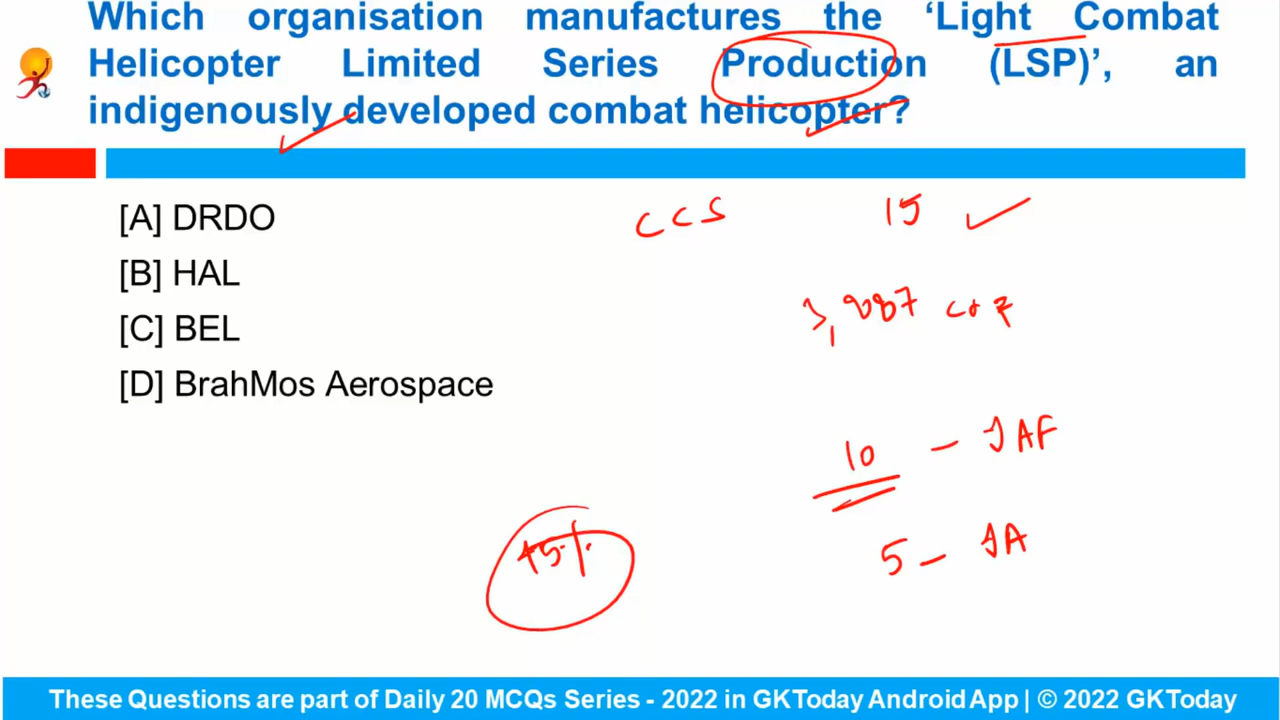 Which organisation manufactures the ‘Light Combat
Helicopter Limited Series Production (LSP)’, an
indigenously developed combat helicopter?
[A] DRDO
[B] HAL
[C] BEL
[D] BrahMos Aerospace
CCS 15
3,887 cr ₹
10 - IAF
5 - IA
45%
These Questions are part of Daily 20 MCQs Series - 2022 in GKToday Android App | © 2022 GKToday